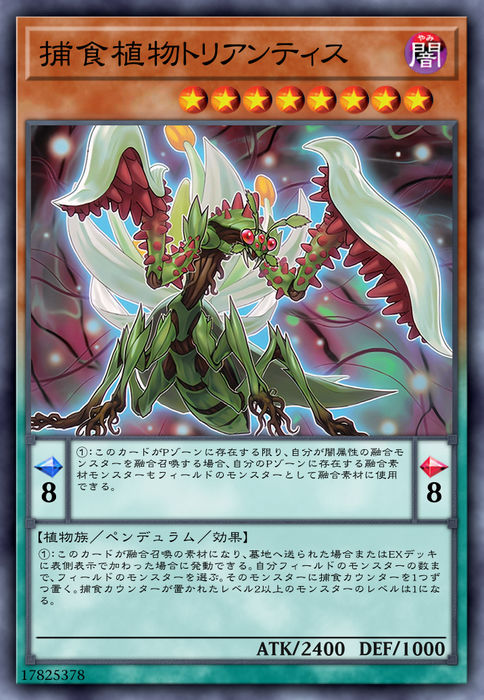 捕食植物トリアンティス
やみ
闇
①:このカードがPゾーンに存在する限り、自分が闇属性の融合モ
ンスターを融合召喚する場合、自分のPゾーンに存在する融合素
材モンスターもフィールドのモンスターとして融合素材に使用
できる。
8
8
【植物族/ペンデュラム/効果】
①:このカードが融合召喚の素材になり、墓地へ送られた場合またはEXデッキ
に表側表示で加わった場合に発動できる。自分フィールドのモンスターの数ま
で、フィールドのモンスターを選ぶ。そのモンスターに捕食カウンターを1つず
つ置く。捕食カウンターが置かれたレベル2以上のモンスターのレベルは1にな
る。
ATK/2400 DEF/1000
17825378